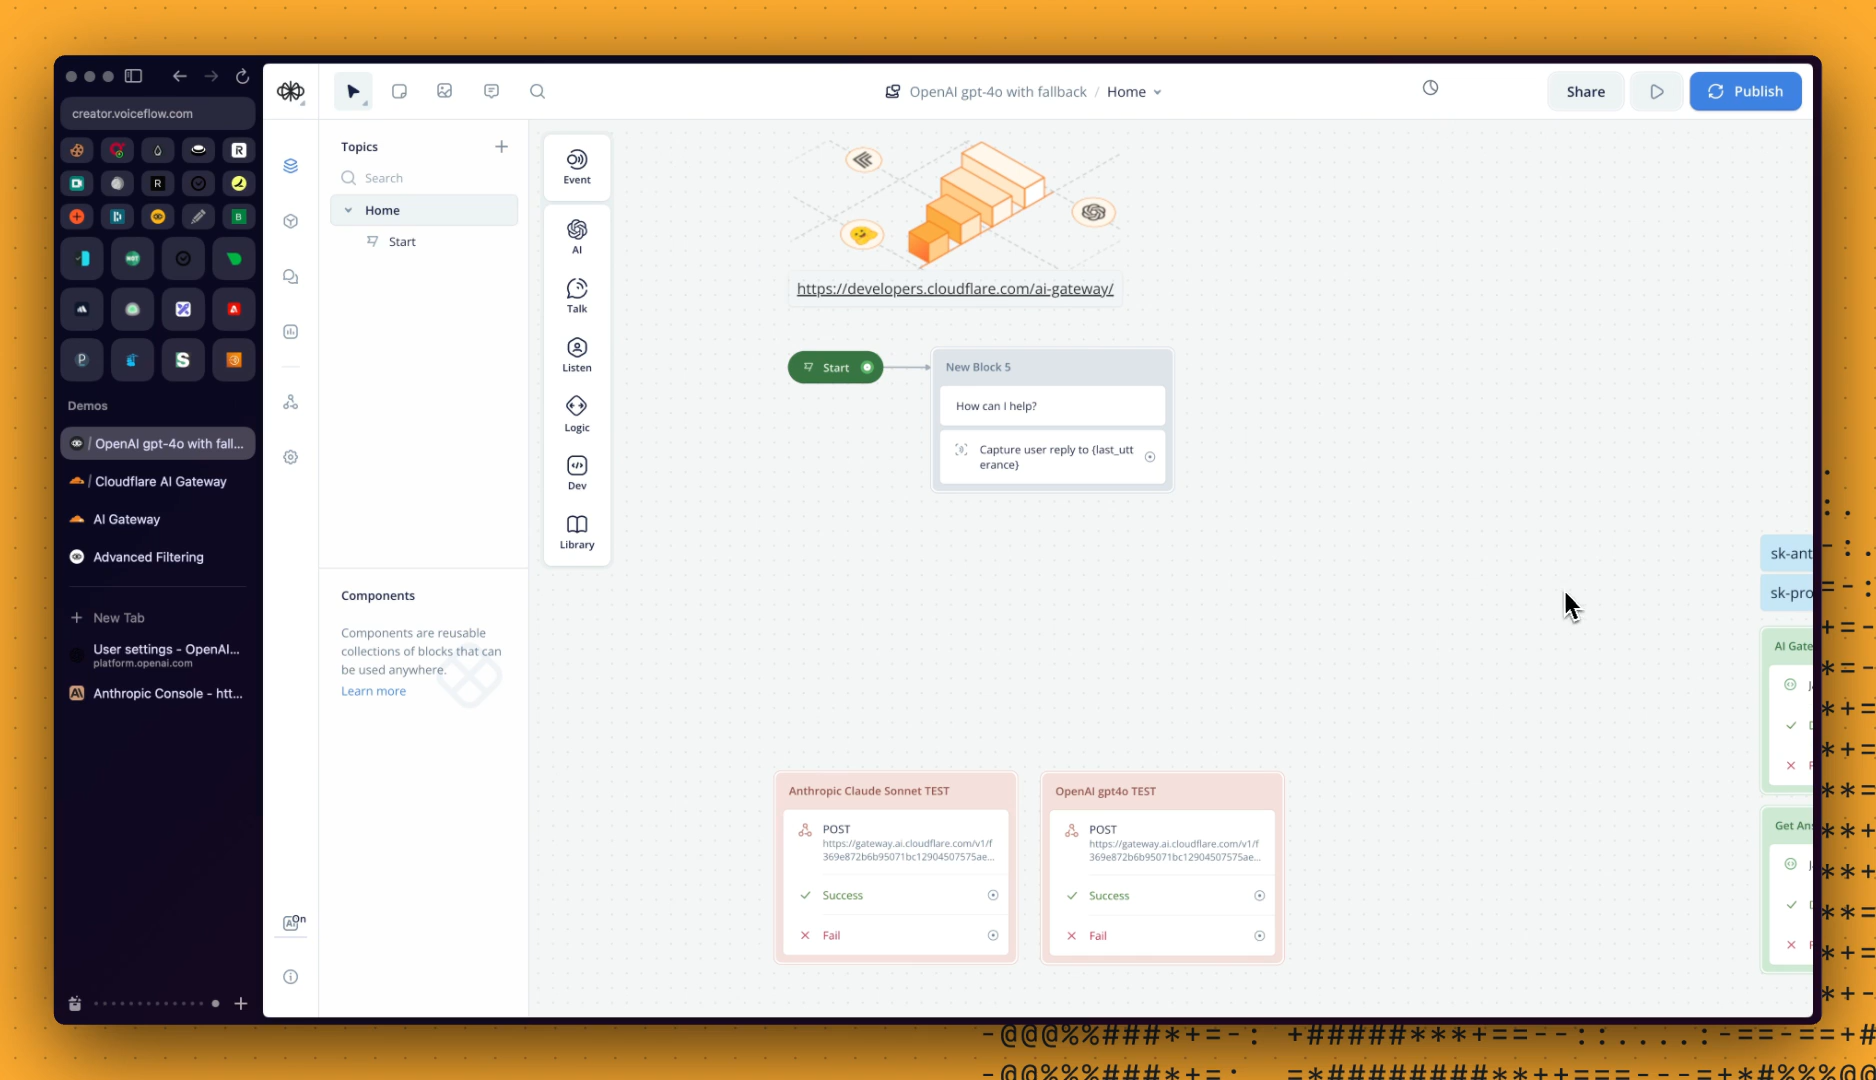 creator.voiceflow.com
Demos
/ OpenAI gpt-4o with fall...
/ Cloudflare AI Gateway
AI Gateway
Advanced Filtering
New Tab
User settings - OpenAI...
platform.openai.com
Anthropic Console - htt...
OpenAI gpt-4o with fallback / Home
Share
Publish
Topics
Search
Home
Start
Components
Components are reusable
collections of blocks that can
be used anywhere.
Learn more
On
Event
AI
Talk
Listen
Logic
Dev
Library
https://developers.cloudflare.com/ai-gateway/
Start
New Block 5
How can I help?
Capture user reply to {last_utt
erance}
Anthropic Claude Sonnet TEST
POST
https://gateway.ai.cloudflare.com/v1/f
369e872b6b95071bc12904507575ae...
Success
Fail
OpenAI gpt4o TEST
POST
https://gateway.ai.cloudflare.com/v1/f
369e872b6b95071bc12904507575ae...
Success
Fail
sk-ant
sk-pro
AI Gate
Get Ans